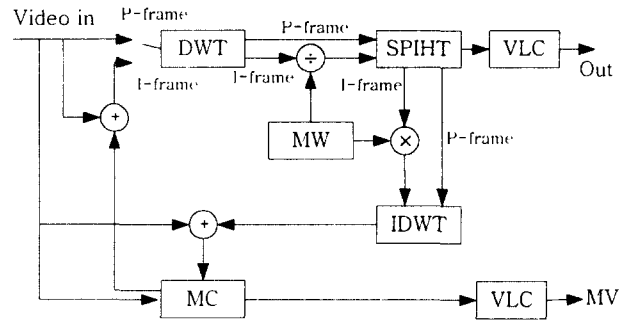 Video in
P-frame
P-frame
DWT
÷
SPIHT
VLC
Out
I-frame
I-frame
I-frame
+
MW
×
P-frame
+
IDWT
MC
VLC
MV